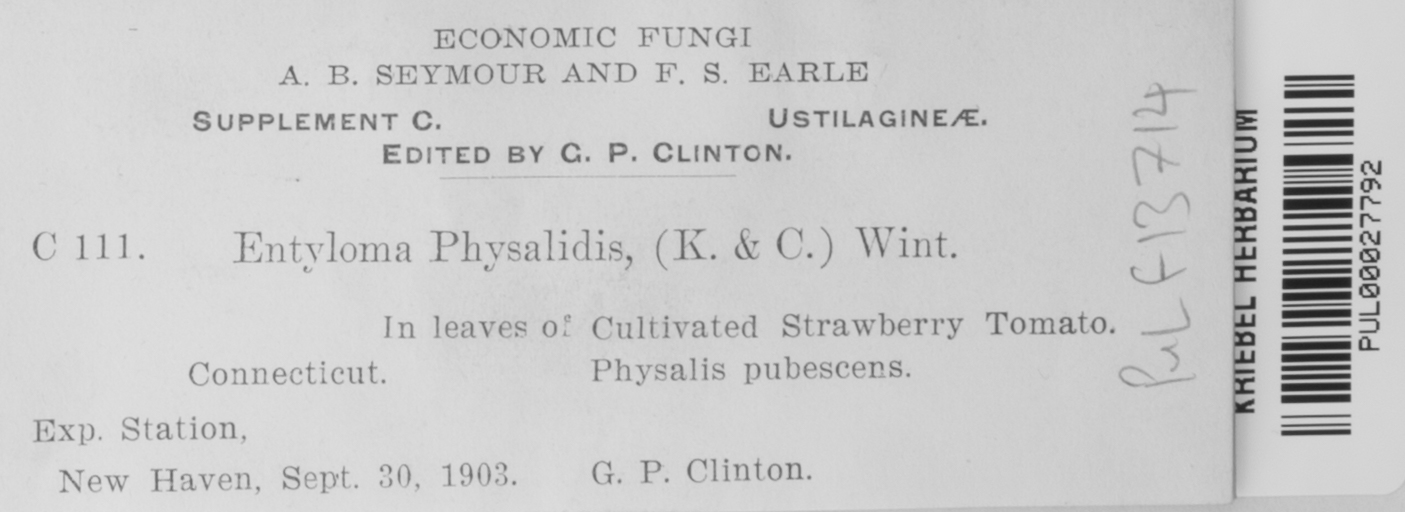 ECONOMIC FUNGI
A. B. SEYMOUR AND F. S. EARLE
SUPPLEMENT C. USTILAGINEÆ.
EDITED BY G. P. CLINTON.
C 111. Entyloma Physalidis, (K. & C.) Wint.
In leaves of Cultivated Strawberry Tomato.
Connecticut. Physalis pubescens.
Exp. Station,
New Haven, Sept. 30, 1903. G. P. Clinton.
PUL F13714
KRIEBEL HERBARIUM
PUL00027792